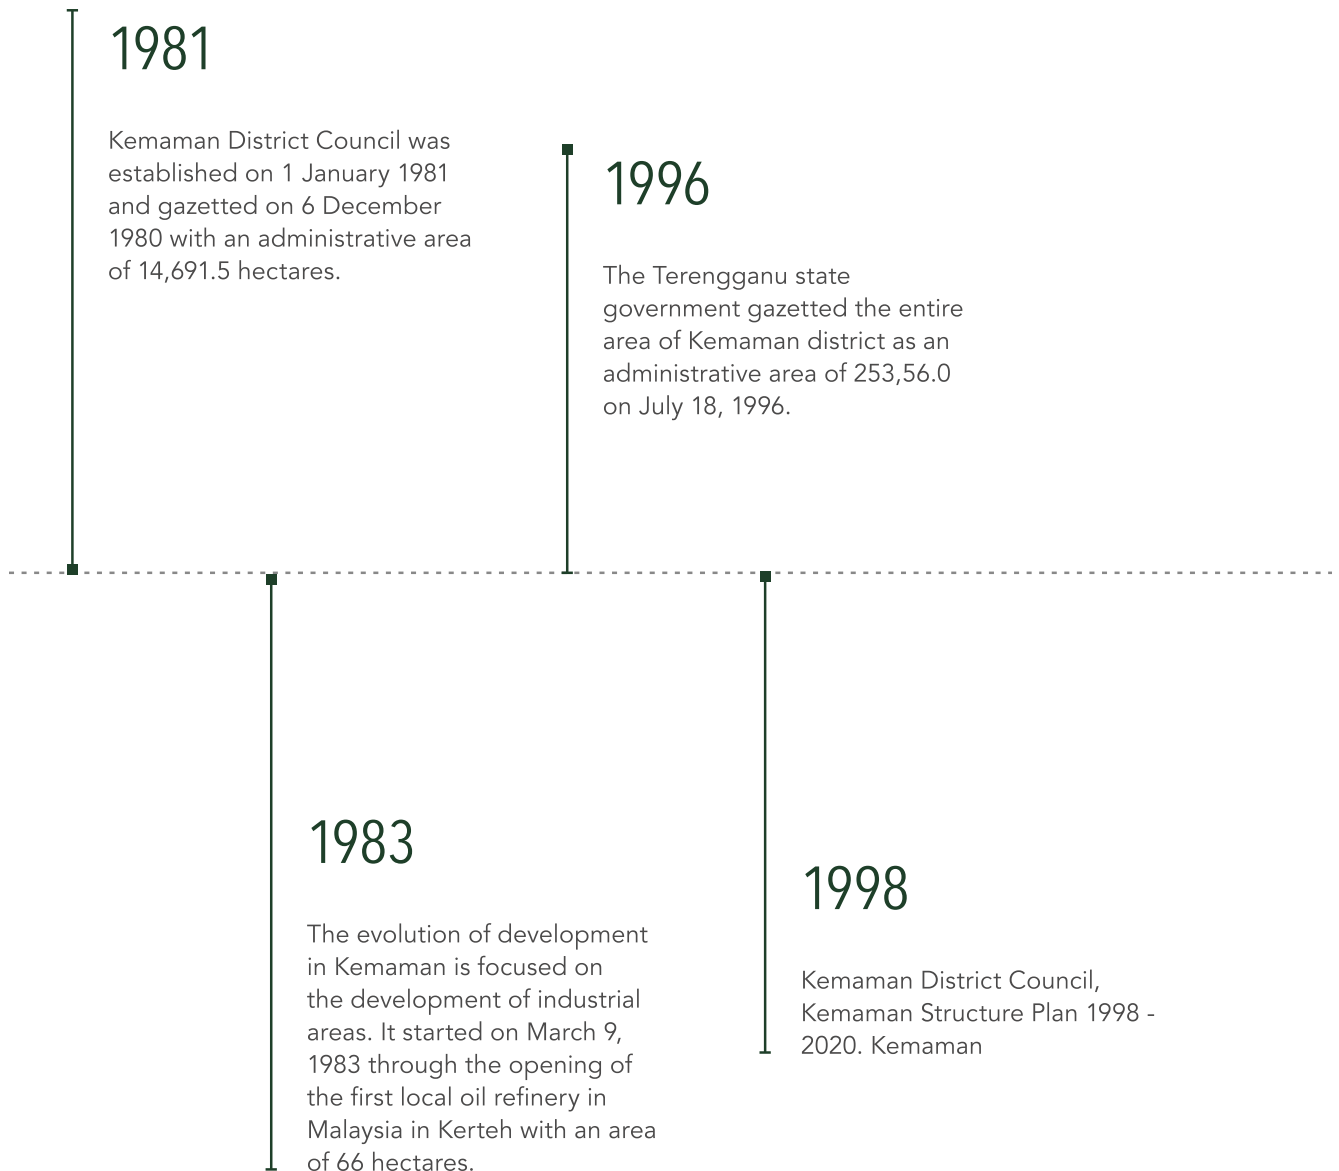 1981
Kemaman District Council was
established on 1 January 1981
and gazetted on 6 December
1980 with an administrative area
of 14,691.5 hectares.
1996
The Terengganu state
government gazetted the entire
area of Kemaman district as an
administrative area of 253,56.0
on July 18, 1996.
1983
The evolution of development
in Kemaman is focused on
the development of industrial
areas. It started on March 9,
1983 through the opening of
the first local oil refinery in
Malaysia in Kerteh with an area
of 66 hectares.
1998
Kemaman District Council,
Kemaman Structure Plan 1998 -
2020. Kemaman